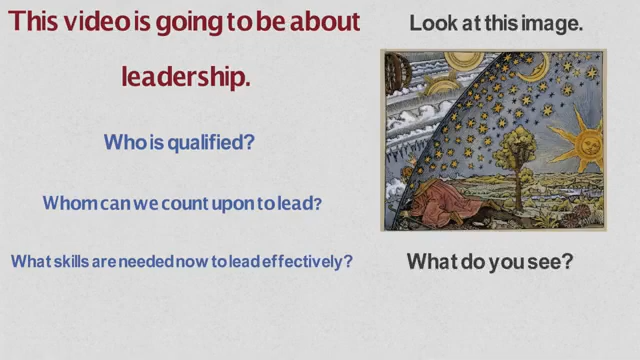 This video is going to be about
leadership.
Who is qualified?
Whom can we count upon to lead?
What skills are needed now to lead effectively?
Look at this image.
What do you see?